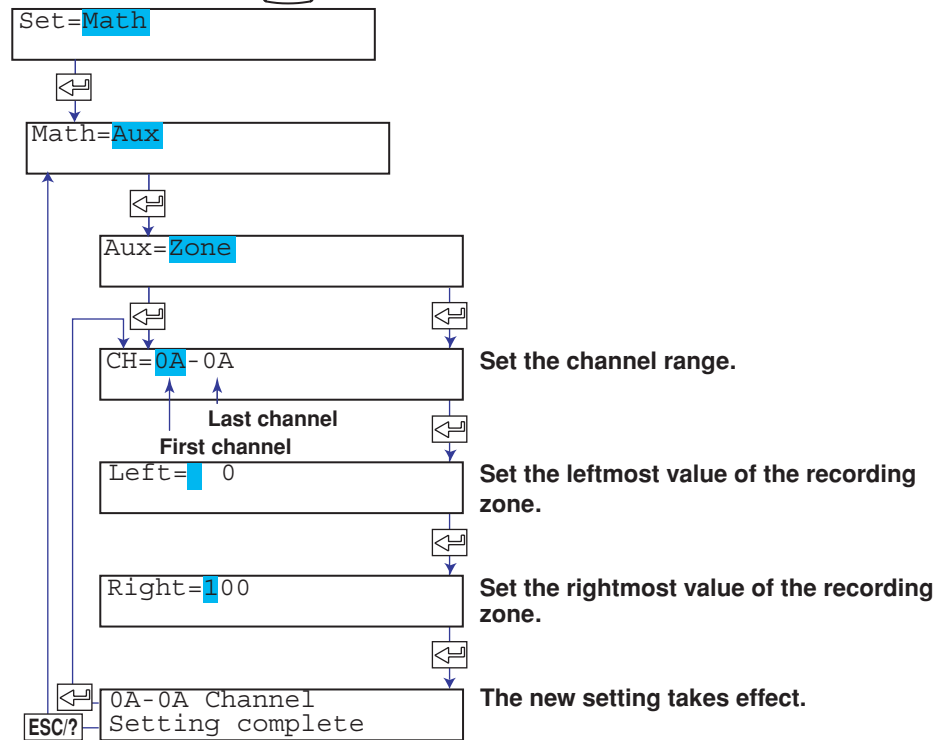 Set=Math
Math=Aux
Aux=Zone
CH=0A-0A
Set the channel range.
Last channel
First channel
Left= 0
Set the leftmost value of the recording
zone.
Right=100
Set the rightmost value of the recording
zone.
0A-0A Channel
Setting complete
The new setting takes effect.
ESC/?